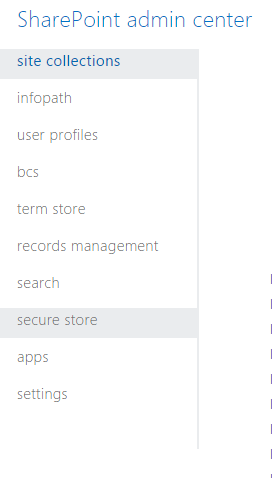 SharePoint admin center
site collections
infopath
user profiles
bcs
term store
records management
search
secure store
apps
settings